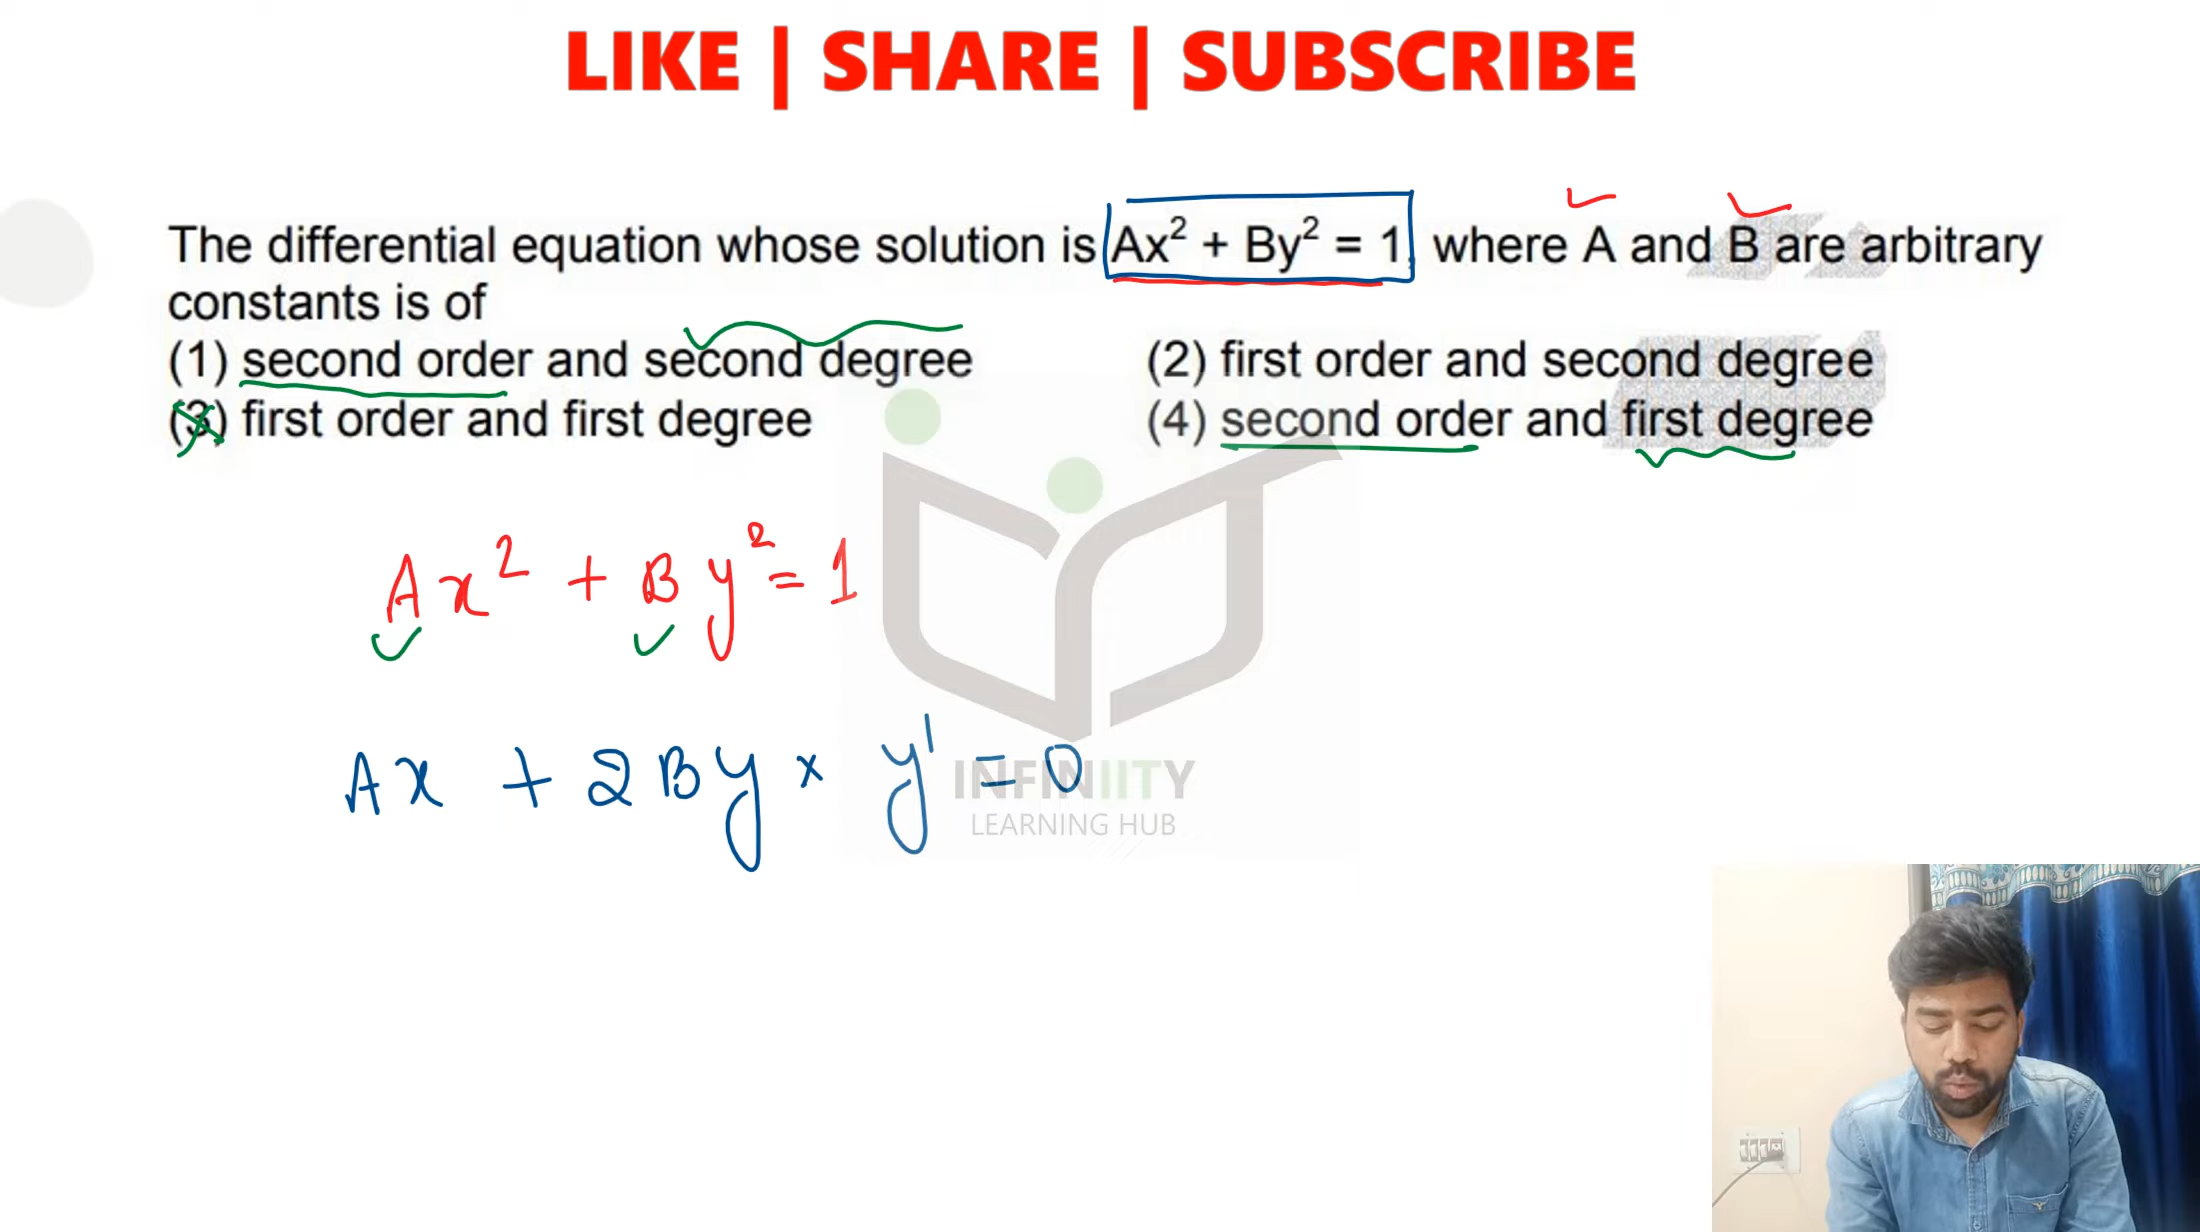 LIKE | SHARE | SUBSCRIBE
The differential equation whose solution is Ax² + By² = 1, where A and B are arbitrary
constants is of
(1) second order and second degree
(2) first order and second degree
(3) first order and first degree
(4) second order and first degree
Ax² + By² = 1
Ax + 2By × y' = 0
INFINIITY
LEARNING HUB